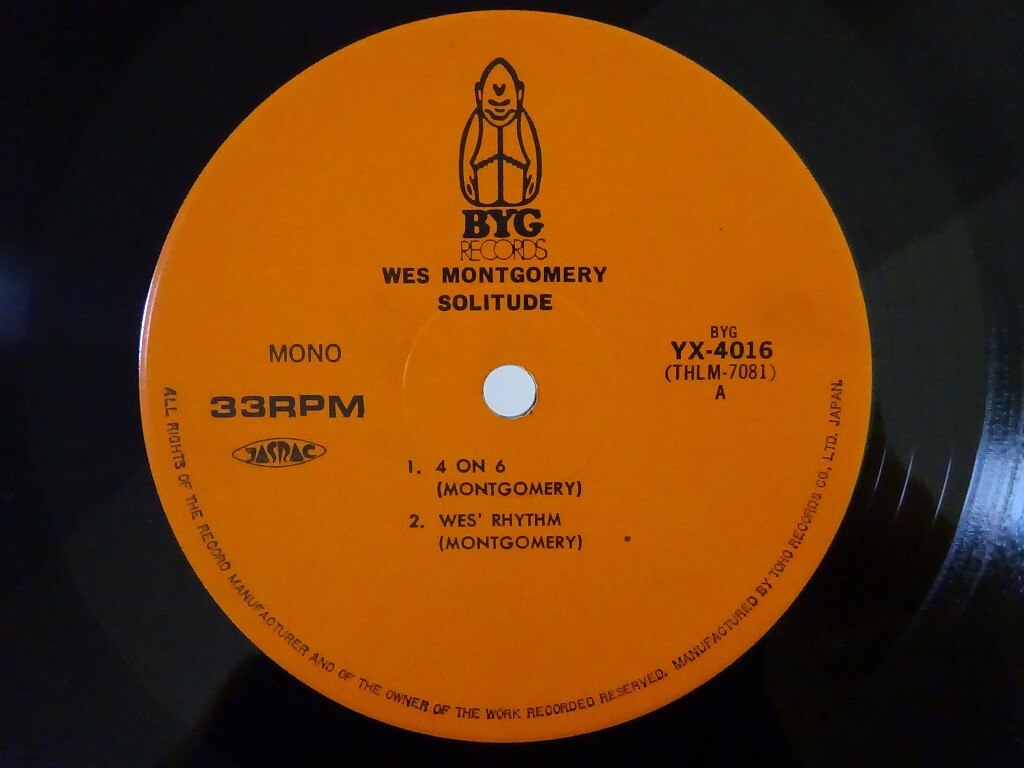 BYG
RECORDS
WES MONTGOMERY
SOLITUDE
MONO
33RPM
JASRAC
BYG
YX-4016
(THLM-7081)
A
1. 4 ON 6
(MONTGOMERY)
2. WES' RHYTHM
(MONTGOMERY)
ALL RIGHTS OF THE RECORD MANUFACTURER AND OF THE OWNER OF THE WORK RECORDED RESERVED. MANUFACTURED BY TOHO RECORDS CO., LTD. JAPAN.